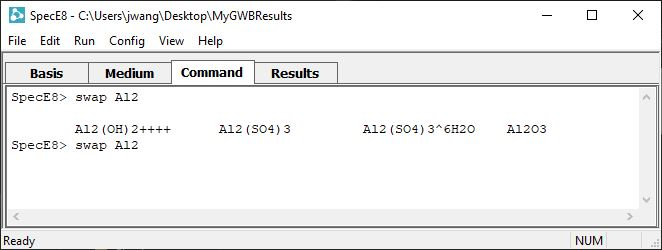 SpecE8 - C:\Users\jwang\Desktop\MyGWBResults
File Edit Run Config View Help
Basis Medium Command Results
SpecE8> swap Al2
Al2(OH)2++++ Al2(SO4)3 Al2(SO4)3^6H2O Al2O3
SpecE8> swap Al2
Ready NUM